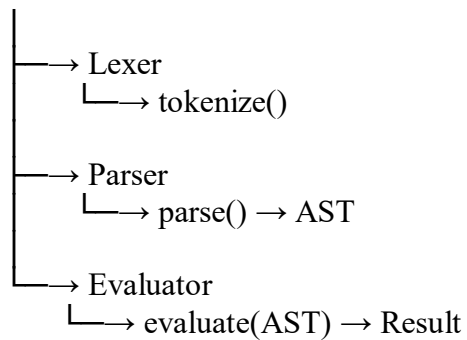 Lexer
tokenize()
Parser
parse() → AST
Evaluator
evaluate(AST) → Result